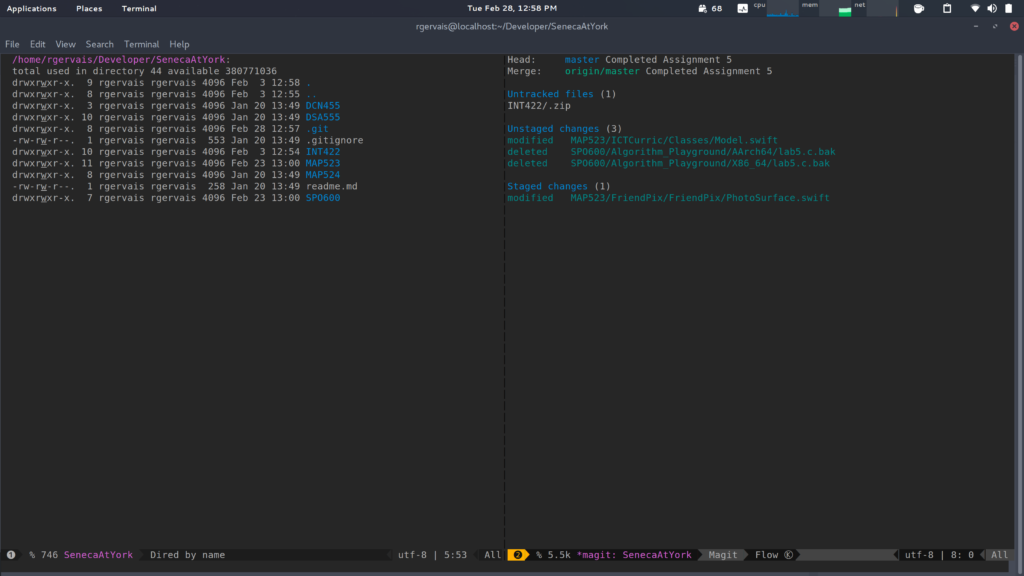 Applications Places Terminal Tue Feb 28, 12:58 PM 68 cpu mem net
rgervais@localhost:~/Developer/SenecaAtYork
File Edit View Search Terminal Help
/home/rgervais/Developer/SenecaAtYork:
total used in directory 44 available 380771036
drwxrwxr-x. 9 rgervais rgervais 4096 Feb 3 12:58 .
drwxrwxr-x. 8 rgervais rgervais 4096 Feb 3 12:55 ..
drwxrwxr-x. 3 rgervais rgervais 4096 Jan 20 13:49 DCN455
drwxrwxr-x. 10 rgervais rgervais 4096 Jan 20 13:49 DSA555
drwxrwxr-x. 8 rgervais rgervais 4096 Feb 28 12:57 .git
-rw-rw-r--. 1 rgervais rgervais 553 Jan 20 13:49 .gitignore
drwxrwxr-x. 10 rgervais rgervais 4096 Feb 3 12:54 INT422
drwxrwxr-x. 11 rgervais rgervais 4096 Feb 23 13:00 MAP523
drwxrwxr-x. 8 rgervais rgervais 4096 Jan 20 13:49 MAP524
-rw-rw-r--. 1 rgervais rgervais 258 Jan 20 13:49 readme.md
drwxrwxr-x. 7 rgervais rgervais 4096 Feb 23 13:00 SPO600
Head: master Completed Assignment 5
Merge: origin/master Completed Assignment 5
Untracked files (1)
INT422/.zip
Unstaged changes (3)
modified MAP523/ICTCurric/Classes/Model.swift
deleted SPO600/Algorithm_Playground/AArch64/lab5.c.bak
deleted SPO600/Algorithm_Playground/X86_64/lab5.c.bak
Staged changes (1)
modified MAP523/FriendPix/FriendPix/PhotoSurface.swift
1 % 746 SenecaAtYork Dired by name utf-8 | 5:53 All
2 % 5.5k *magit: SenecaAtYork Magit Flow Ⓚ utf-8 | 8: 0 All